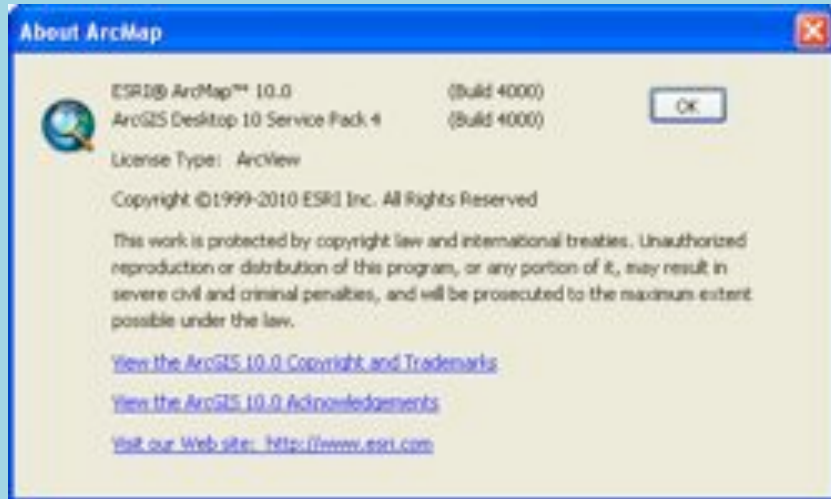 About ArcMap
ESRI® ArcMap™ 10.0 (Build 4000)
ArcGIS Desktop 10 Service Pack 4 (Build 4000)
OK
License Type: ArcView
Copyright ©1999-2010 ESRI Inc. All Rights Reserved
This work is protected by copyright law and international treaties. Unauthorized
reproduction or distribution of this program, or any portion of it, may result in
severe civil and criminal penalties, and will be prosecuted to the maximum extent
possible under the law.
View the ArcGIS 10.0 Copyright and Trademarks
View the ArcGIS 10.0 Acknowledgements
Visit our Web site: http://www.esri.com